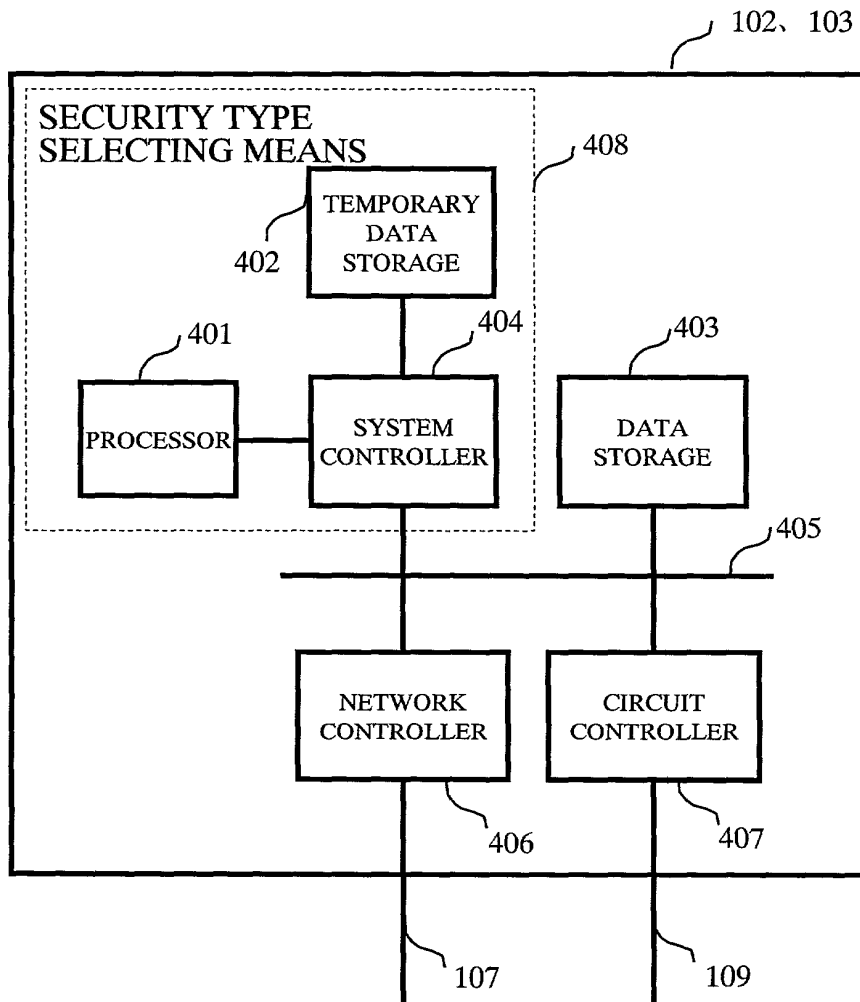 102、103
SECURITY TYPE
SELECTING MEANS
408
TEMPORARY
DATA
STORAGE
402
401
404
403
PROCESSOR
SYSTEM
CONTROLLER
DATA
STORAGE
405
NETWORK
CONTROLLER
CIRCUIT
CONTROLLER
406
407
107
109